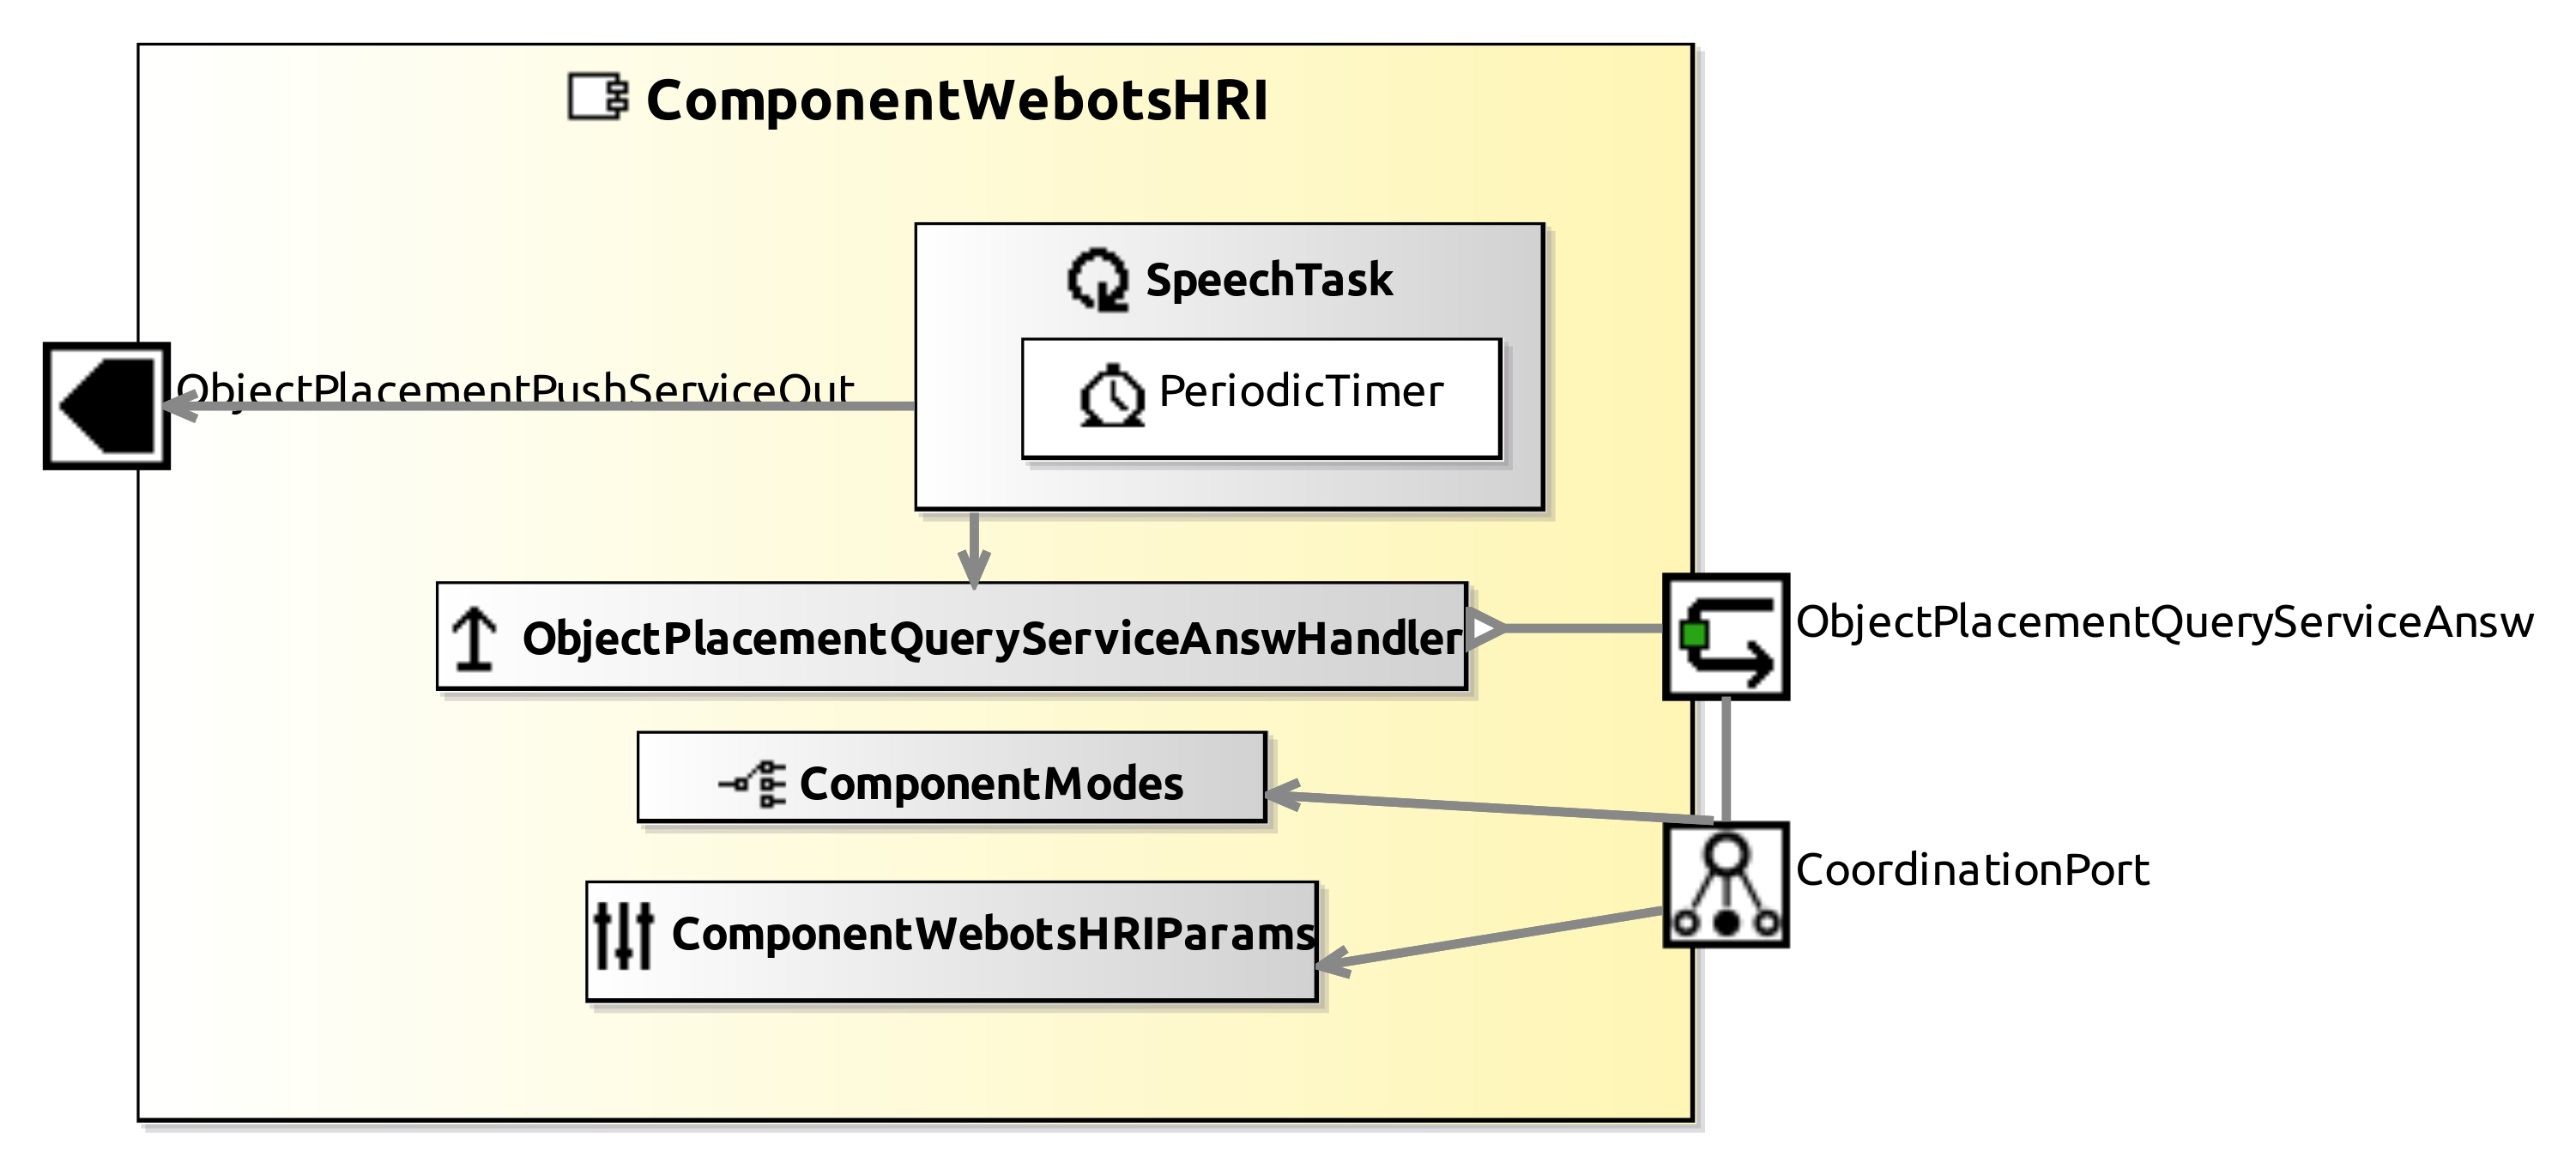 ComponentWebotsHRI
SpeechTask
ObjectPlacementPushServiceOut
PeriodicTimer
ObjectPlacementQueryServiceAnswHandler
ObjectPlacementQueryServiceAnsw
ComponentModes
CoordinationPort
ComponentWebotsHRIParams